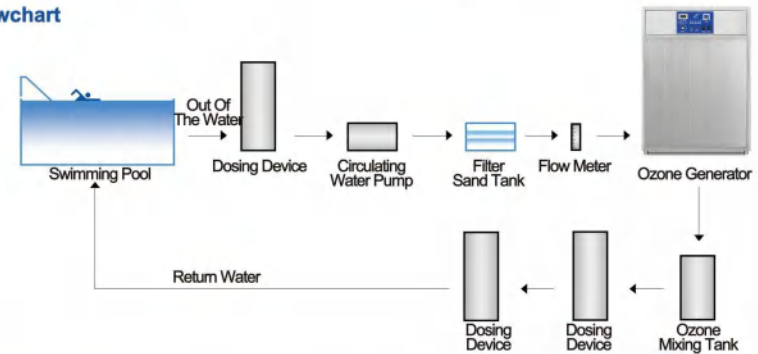 wchart
Out Of
The Water
Swimming Pool
Dosing Device
Circulating
Water Pump
Filter
Sand Tank
Flow Meter
Ozone Generator
Return Water
Dosing
Device
Dosing
Device
Ozone
Mixing Tank